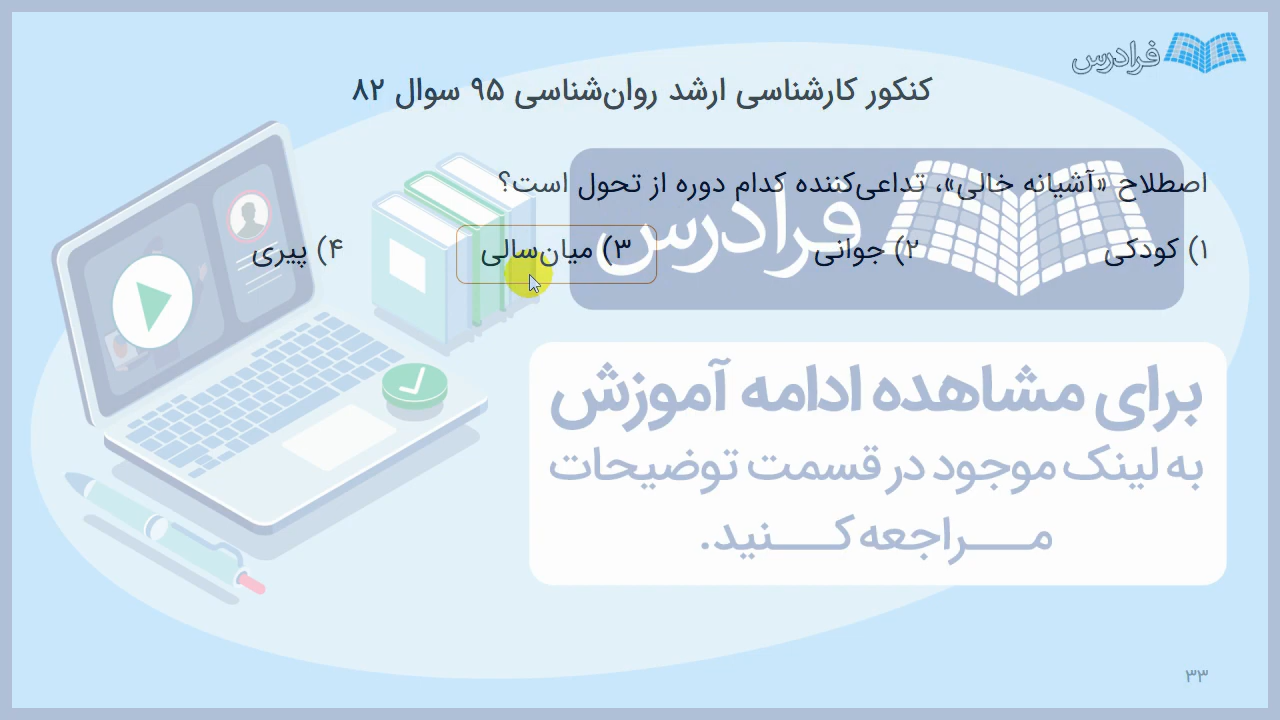 فرادرس
کنکور کارشناسی ارشد روان‌شناسی ۹۵ سوال ۸۲
اصطلاح «آشیانه خالی»، تداعی‌کننده کدام دوره از تحول است؟
فرادرس
۱) کودکی ۲) جوانی ۳) میان‌سالی ۴) پیری
برای مشاهده ادامه آموزش
به لینک موجود در قسمت توضیحات
مـــراجعه کـــنید.
۳۳